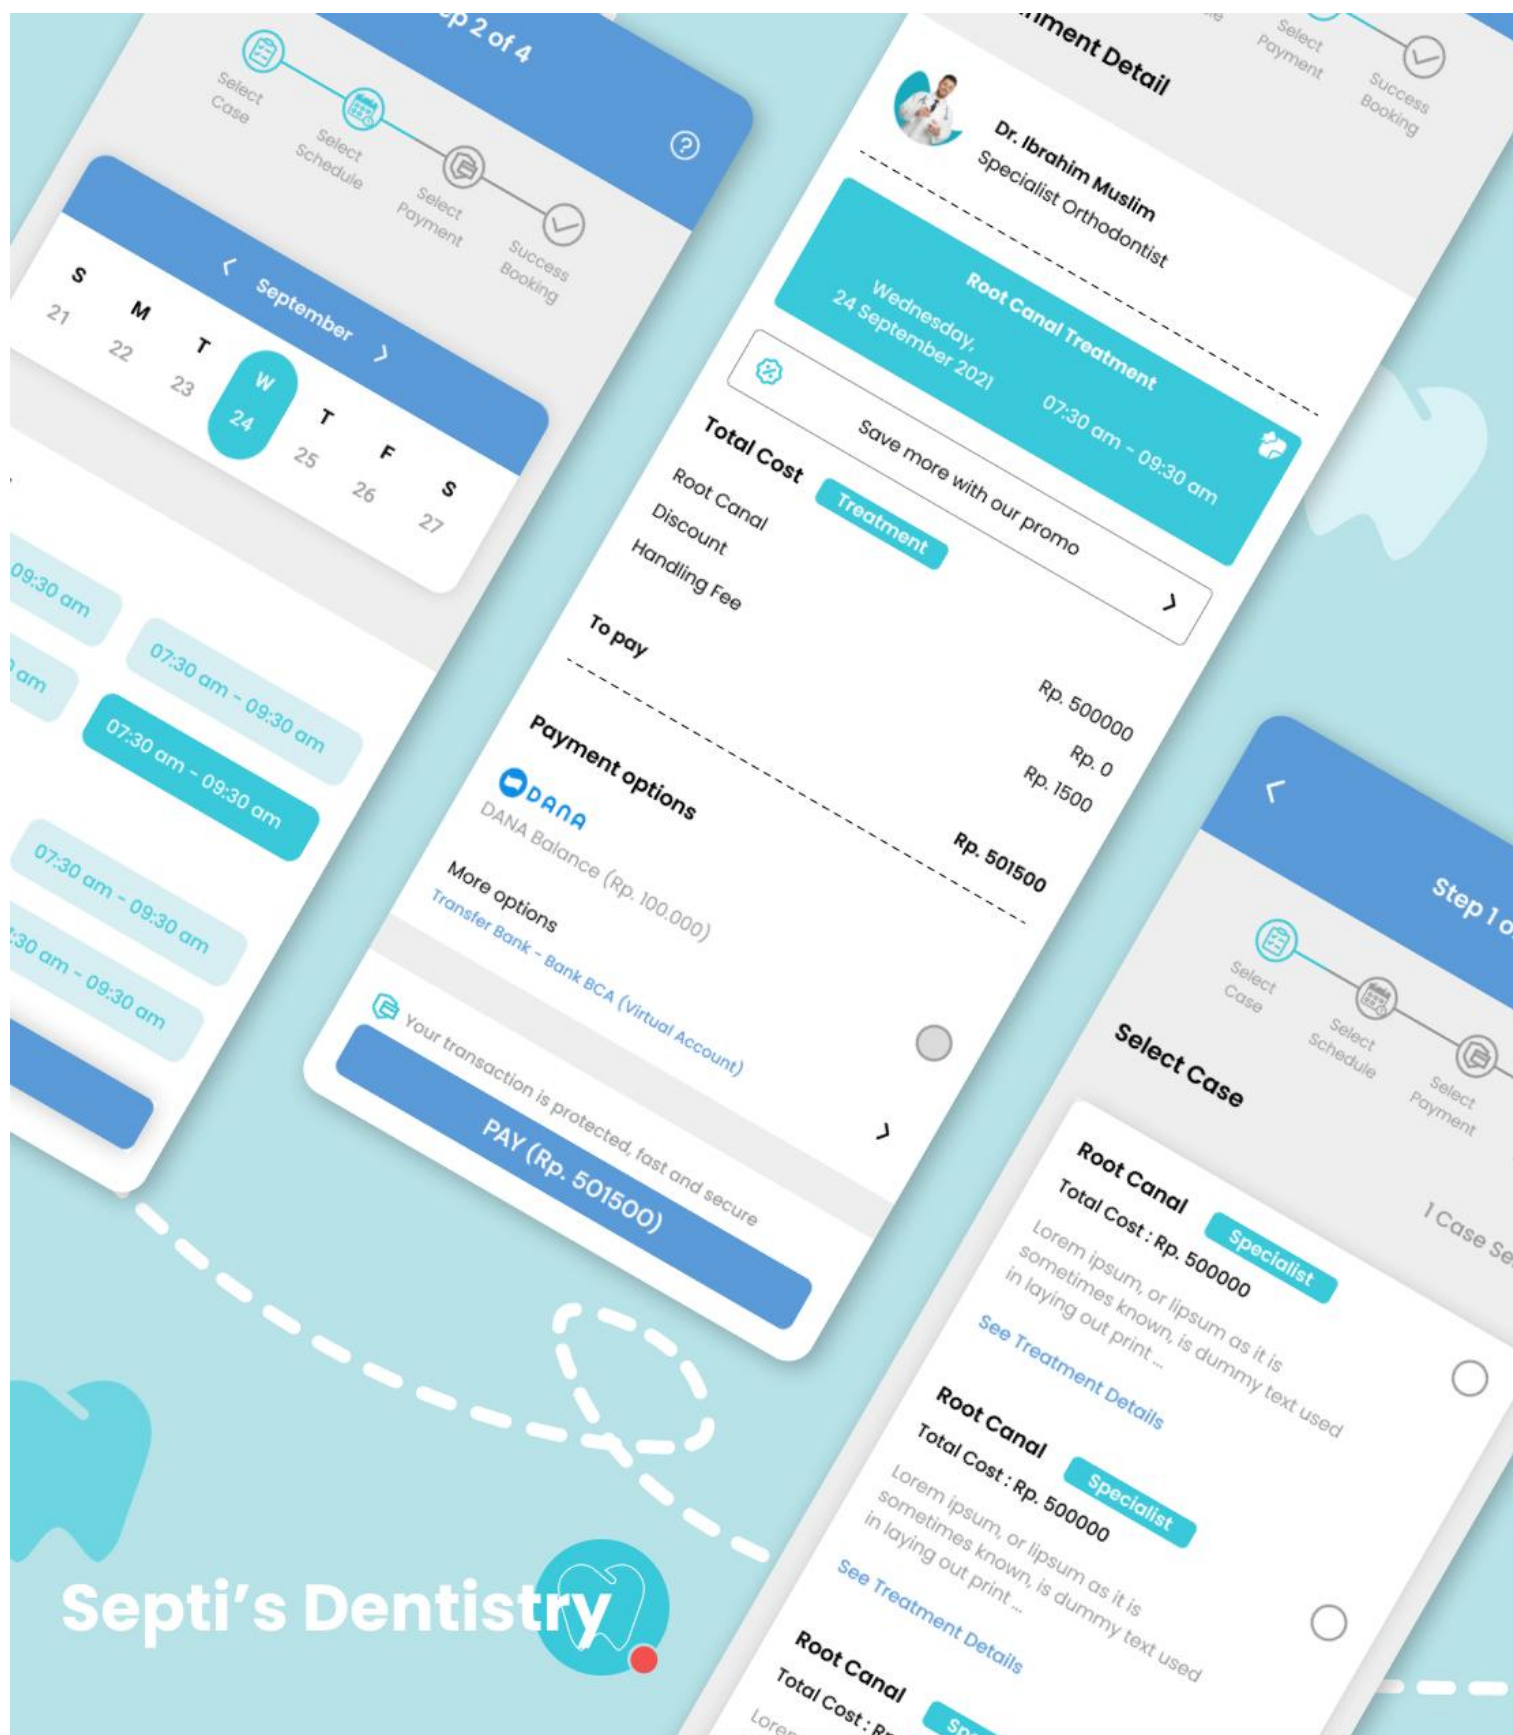 2 of 4
Select
Case
Select
Schedule
Select
Payment
Success
Booking
September
S M T W T F S
21 22 23 24 25 26 27
09:30 am
07:30 am - 09:30 am
am
07:30 am - 09:30 am
07:30 am - 09:30 am
:30 am - 09:30 am
Detail
Select
Payment
Success
Booking
Dr. Ibrahim Muslim
Specialist Orthodontist
Root Canal Treatment
Wednesday,
24 September 2021
07:30 am - 09:30 am
Save more with our promo
Total Cost
Treatment
Root Canal Rp. 500000
Discount Rp. 0
Handling Fee Rp. 1500
To pay Rp. 501500
Payment options
DANA
DANA Balance (Rp. 100.000)
More options
Transfer Bank - Bank BCA (Virtual Account)
Your transaction is protected, fast and secure
PAY (Rp. 501500)
Step 1 o
Select
Case
Select
Schedule
Select
Payment
Select Case
1 Case Se
Root Canal
Specialist
Total Cost : Rp. 500000
Lorem ipsum, or lipsum as it is
sometimes known, is dummy text used
in laying out print ...
See Treatment Details
Root Canal
Specialist
Total Cost : Rp. 500000
Lorem ipsum, or lipsum as it is
sometimes known, is dummy text used
in laying out print ...
See Treatment Details
Root Canal
Total Cost : Rp
Septi's Dentistry